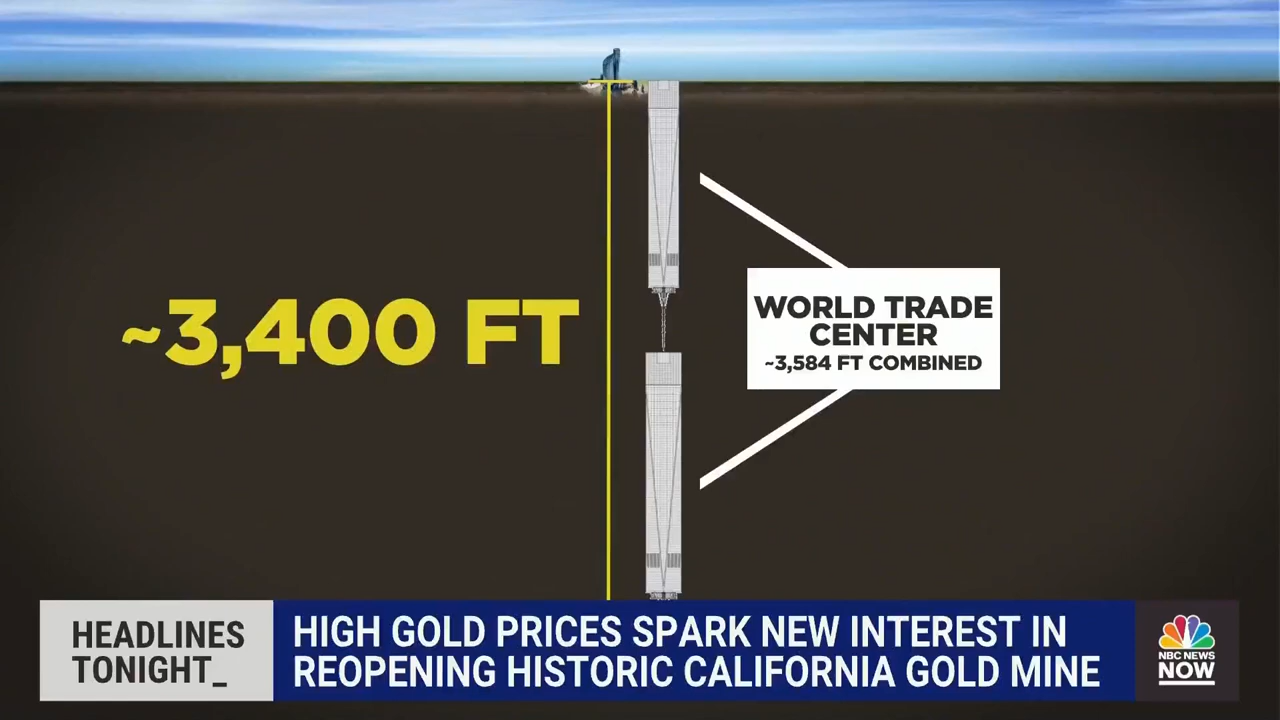 ~3,400 FT
WORLD TRADE
CENTER
~3,584 FT COMBINED
HEADLINES
TONIGHT_
HIGH GOLD PRICES SPARK NEW INTEREST IN
REOPENING HISTORIC CALIFORNIA GOLD MINE
NBC NEWS
NOW